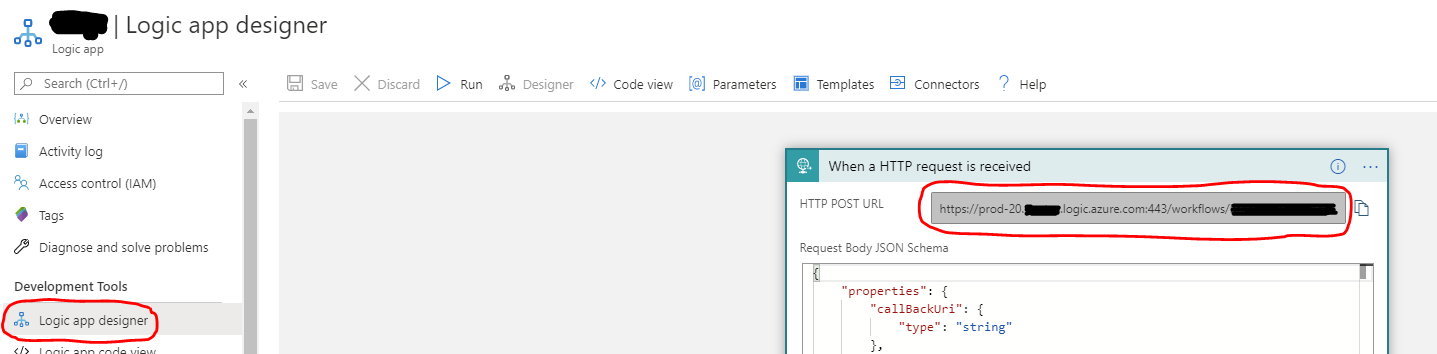 | Logic app designer
Logic app
Search (Ctrl+/)
«
Save Discard Run Designer </> Code view [@] Parameters Templates Connectors ? Help
Overview
Activity log
Access control (IAM)
Tags
Diagnose and solve problems
Development Tools
Logic app designer
</> Logic app code view
When a HTTP request is received
HTTP POST URL
https://prod-20. .logic.azure.com:443/workflows/
Request Body JSON Schema
{
"properties": {
"callBackUri": {
"type": "string"
},